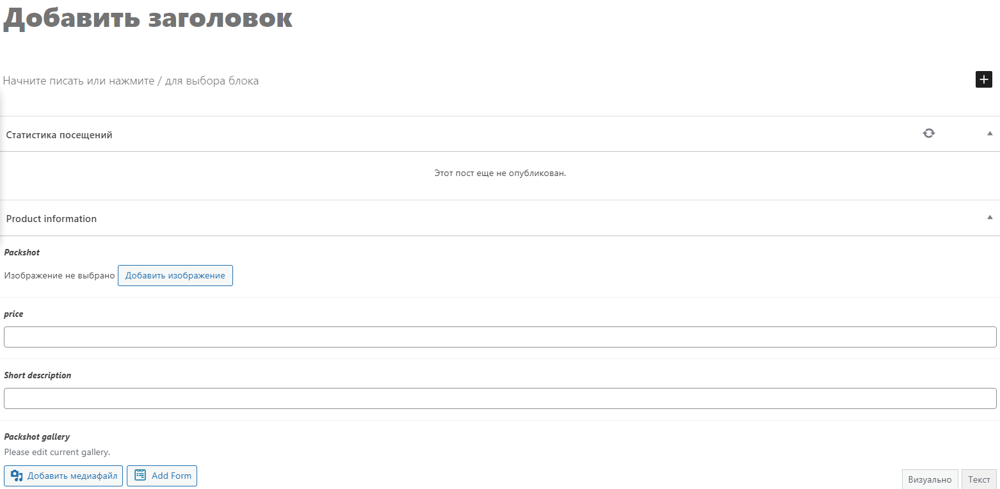 Добавить заголовок
Начните писать или нажмите / для выбора блока
Статистика посещений
Этот пост еще не опубликован.
Product information
Packshot
Изображение не выбрано Добавить изображение
price
Short description
Packshot gallery
Please edit current gallery.
Добавить медиафайл Add Form Визуально Текст